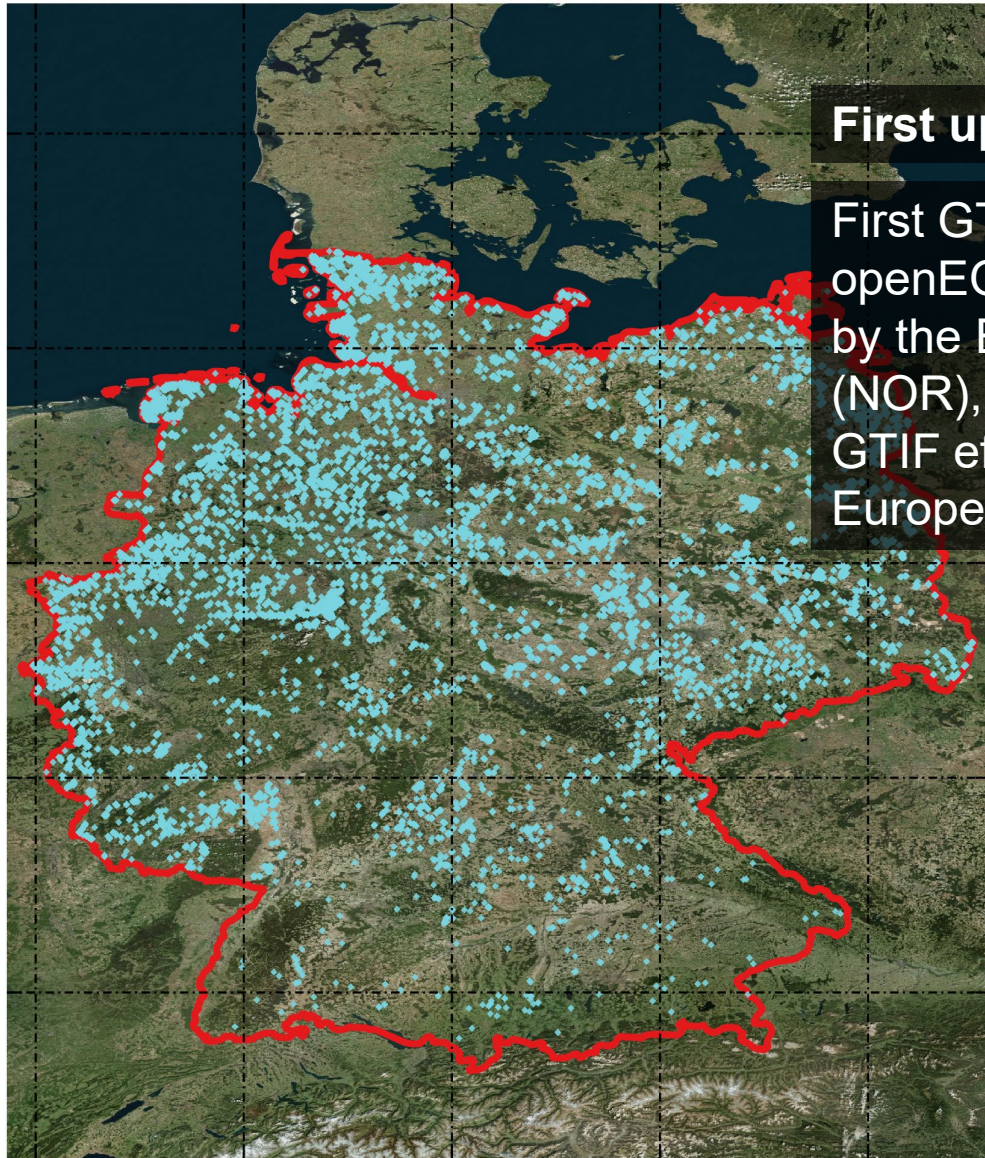 First up
First GT
openEO
by the E
(NOR),
GTIF ef
Europe